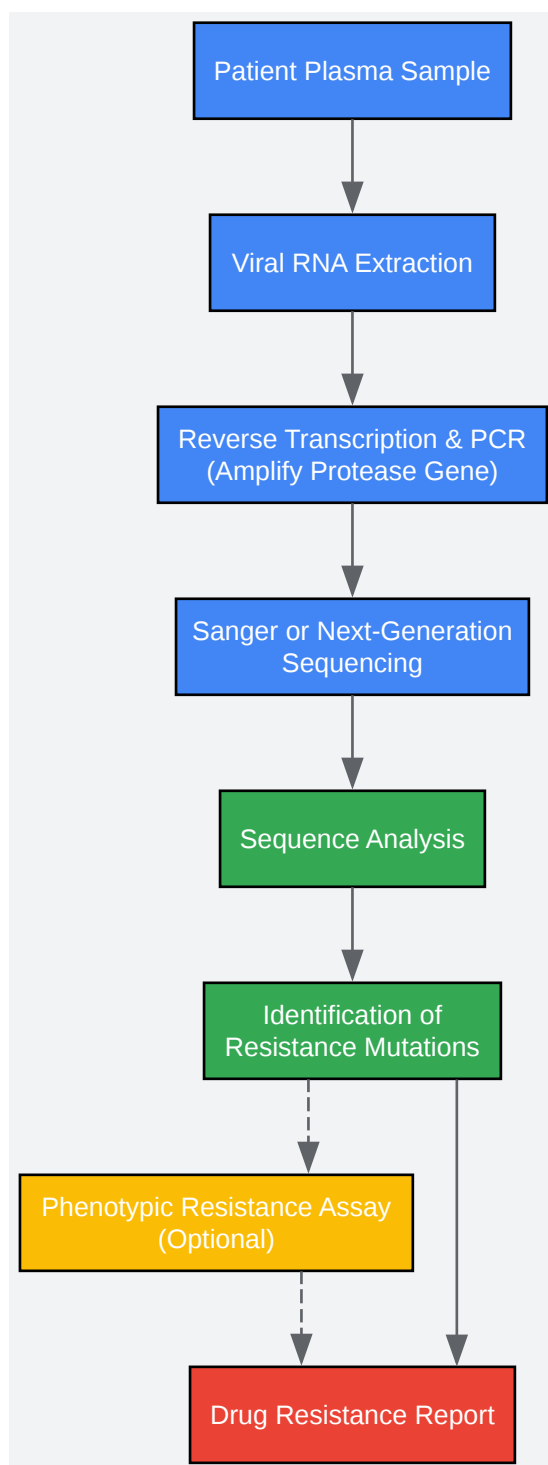 Patient Plasma Sample
Viral RNA Extraction
Reverse Transcription & PCR
(Amplify Protease Gene)
Sanger or Next-Generation
Sequencing
Sequence Analysis
Identification of
Resistance Mutations
Phenotypic Resistance Assay
(Optional)
Drug Resistance Report